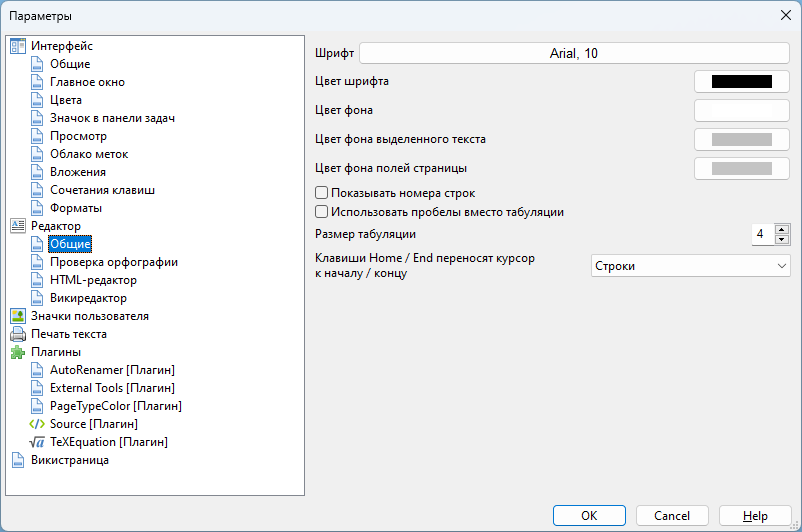 Параметры
Интерфейс
Общие
Главное окно
Цвета
Значок в панели задач
Просмотр
Облако меток
Вложения
Сочетания клавиш
Форматы
Редактор
Общие
Проверка орфографии
HTML-редактор
Викиредактор
Значки пользователя
Печать текста
Плагины
AutoRenamer [Плагин]
External Tools [Плагин]
PageTypeColor [Плагин]
Source [Плагин]
TeXEquation [Плагин]
Викистраница
Шрифт Arial, 10
Цвет шрифта
Цвет фона
Цвет фона выделенного текста
Цвет фона полей страницы
Показывать номера строк
Использовать пробелы вместо табуляции
Размер табуляции 4
Клавиши Home / End переносят курсор
к началу / концу
Строки
OK Cancel Help